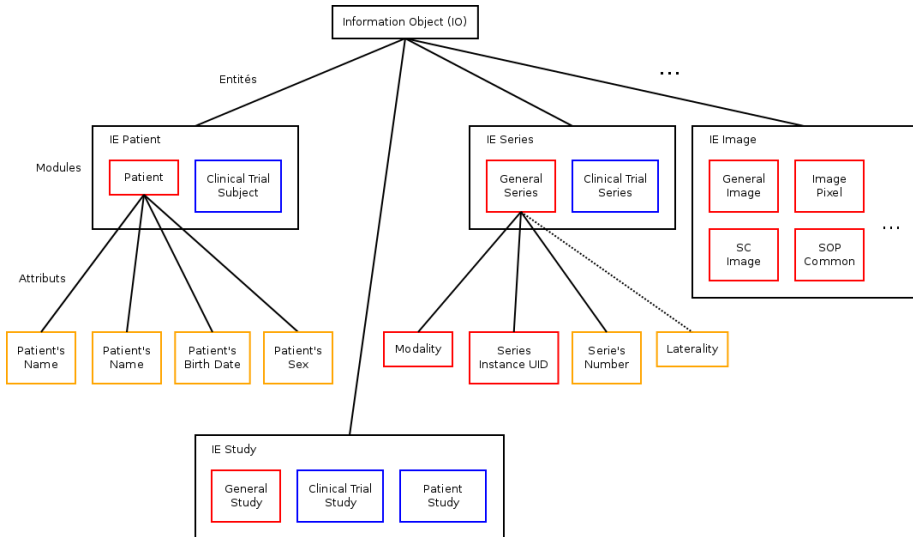 Information Object (IO)
Entités
...
IE Patient
IE Series
IE Image
Modules
Patient
Clinical Trial
Subject
General
Series
Clinical Trial
Series
General
Image
Image
Pixel
...
SC
Image
SOP
Common
Attributs
Patient's
Name
Patient's
Name
Patient's
Birth Date
Patient's
Sex
Modality
Series
Instance UID
Serie's
Number
Laterality
IE Study
General
Study
Clinical Trial
Study
Patient
Study